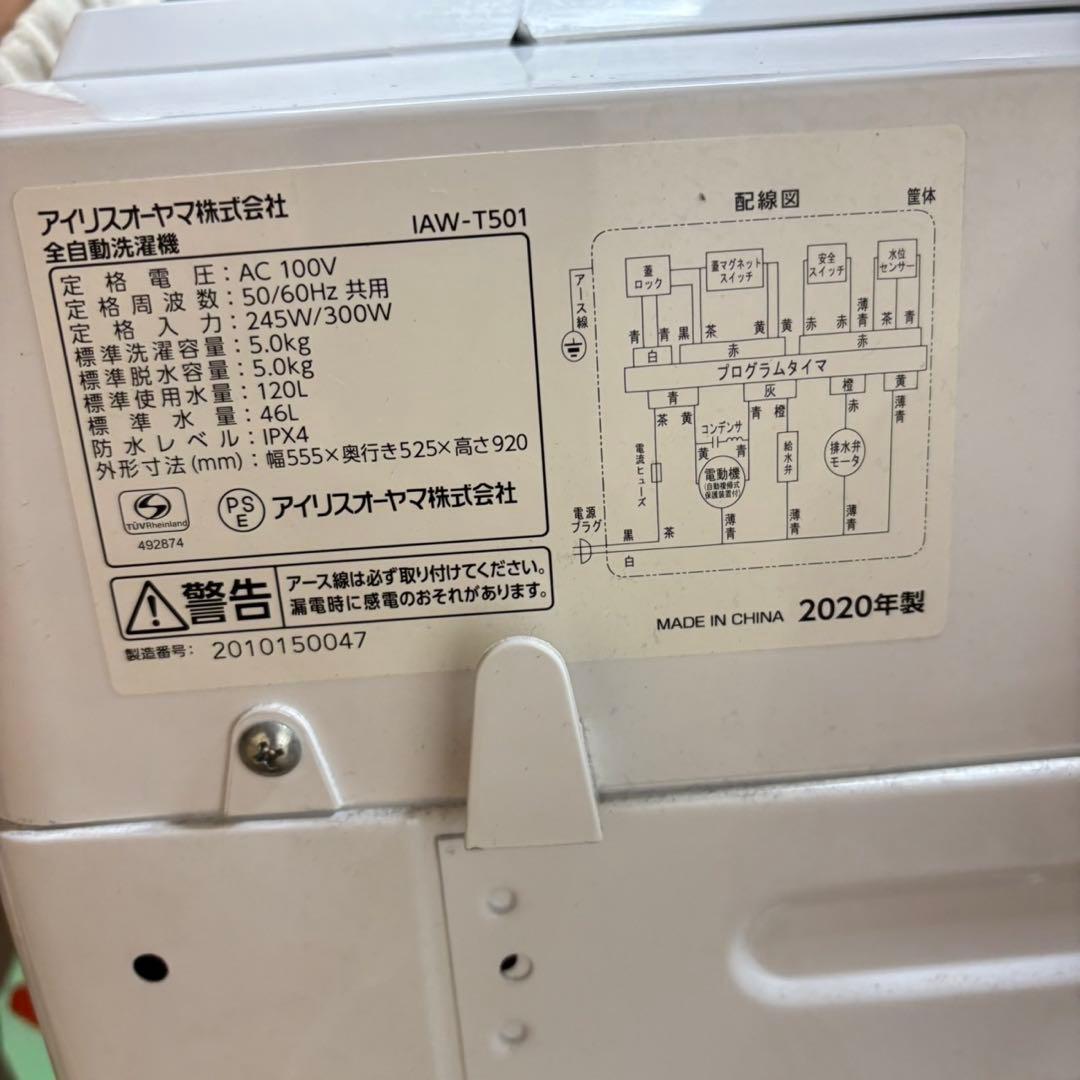 アイリスオーヤマ株式会社
全自動洗濯機 IAW-T501
定格電圧:AC 100V
定格周波数:50/60Hz 共用
定格入力:245W/300W
標準洗濯容量:5.0kg
標準脱水容量:5.0kg
標準使用水量:120L
標準水量:46L
防水レベル:IPX4
外形寸法(mm):幅555×奥行き525×高さ920
TÜVRheinland
492874
PS
E
アイリスオーヤマ株式会社
警告
アース線は必ず取り付けてください。
漏電時に感電のおそれがあります。
製造番号: 2010150047
配線図
筐体
アース線
蓋
ロック
蓋マグネット
スイッチ
安全
スイッチ
水位
センサー
青 青 黒 茶 黄 黄 赤 赤 薄青 茶 青
白 赤 赤
プログラムタイマ
青 灰 橙 黄
茶 黄 青 橙 赤 薄青
コンデンサ
黄 青
電流ヒューズ
電動機
(自動復帰式
保護装置付)
給水弁
排水弁
モータ
電源
プラグ
黒 茶 薄青 薄青 薄青
白
MADE IN CHINA 2020年製